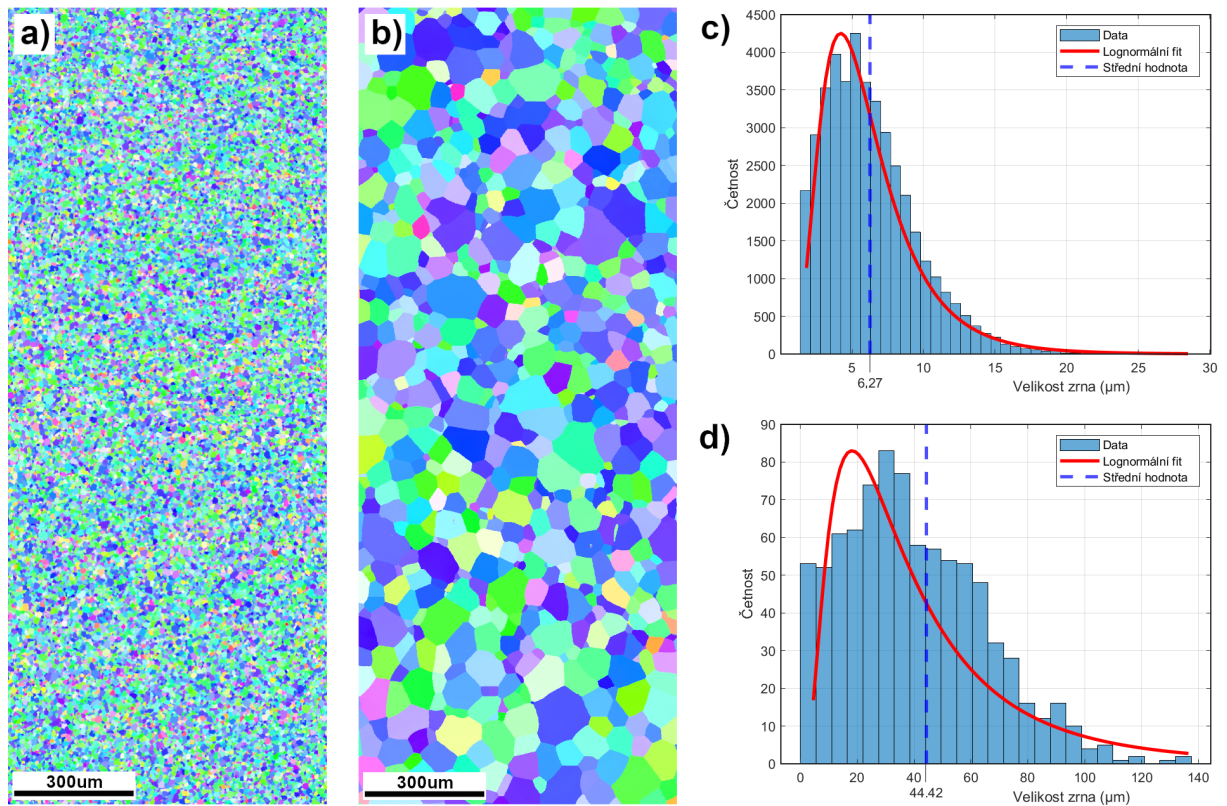 a)
300um
b)
300um
c)
4500
4000
3500
3000
2500
2000
1500
1000
500
0
Četnost
Data
Lognormální fit
Střední hodnota
5 10 15 20 25 30
6.27
Velikost zrna (µm)
d)
90
80
70
60
50
40
30
20
10
0
Četnost
Data
Lognormální fit
Střední hodnota
0 20 40 60 80 100 120 140
44.42
Velikost zrna (µm)